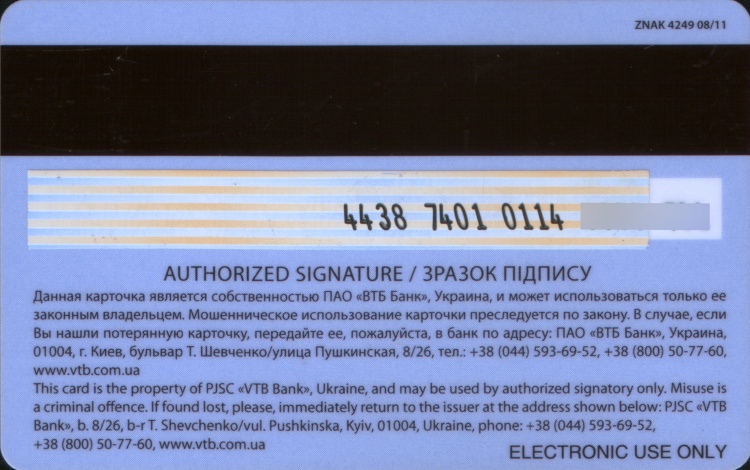 ZNAK 4249 08/11
4438 7401 0114
AUTHORIZED SIGNATURE / ЗРАЗОК ПІДПИСУ
Данная карточка является собственностью ПАО «ВТБ Банк», Украина, и может использоваться только ее
законным владельцем. Мошенническое использование карточки преследуется по закону. В случае, если
Вы нашли потерянную карточку, передайте ее, пожалуйста, в банк по адресу: ПАО «ВТБ Банк», Украина,
01004, г. Киев, бульвар Т. Шевченко/улица Пушкинская, 8/26, тел.: +38 (044) 593-69-52, +38 (800) 50-77-60,
www.vtb.com.ua
This card is the property of PJSC «VTB Bank», Ukraine, and may be used by authorized signatory only. Misuse is
a criminal offence. If found lost, please, immediately return to the issuer at the address shown below: PJSC «VTB
Bank», b. 8/26, b-r T. Shevchenko/vul. Pushkinska, Kyiv, 01004, Ukraine, phone: +38 (044) 593-69-52,
+38 (800) 50-77-60, www.vtb.com.ua
ELECTRONIC USE ONLY